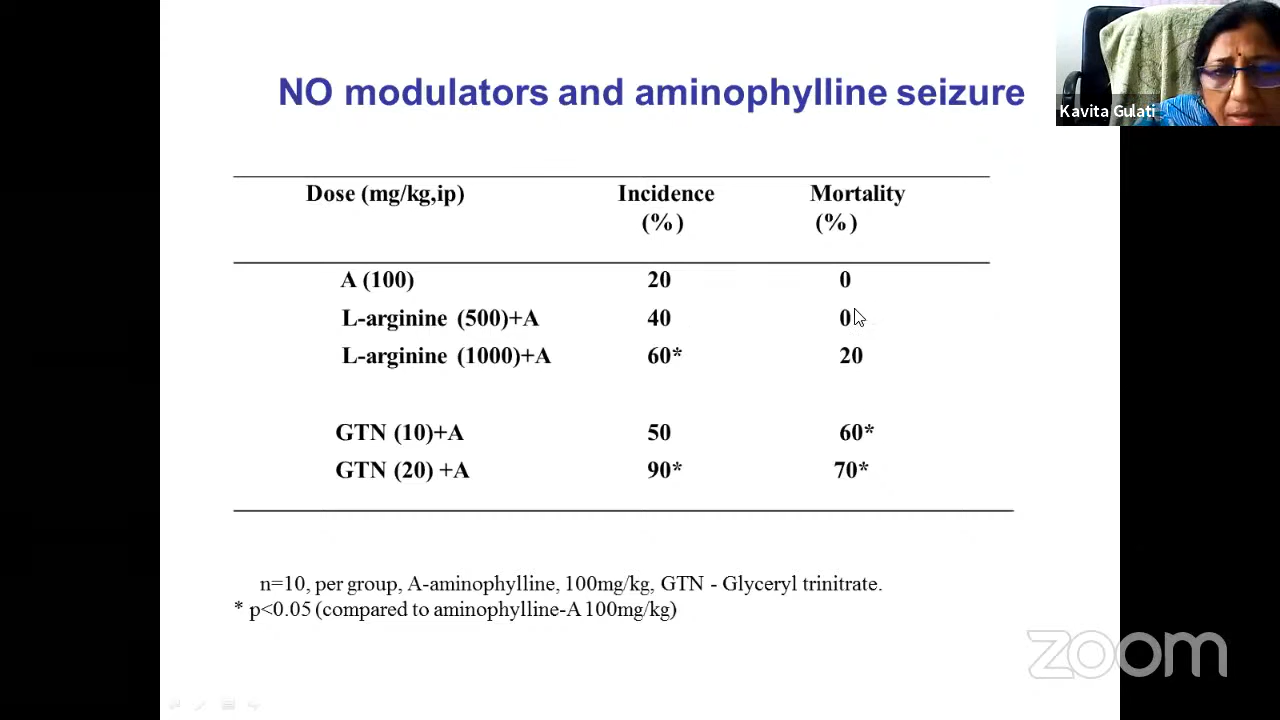 NO modulators and aminophylline seizure
Kavita Gulati
Dose (mg/kg,ip) Incidence Mortality
(%) (%)
A (100) 20 0
L-arginine (500)+A 40 0
L-arginine (1000)+A 60* 20
GTN (10)+A 50 60*
GTN (20) +A 90* 70*
n=10, per group, A-aminophylline, 100mg/kg, GTN - Glyceryl trinitrate.
* p<0.05 (compared to aminophylline-A 100mg/kg)
zoom